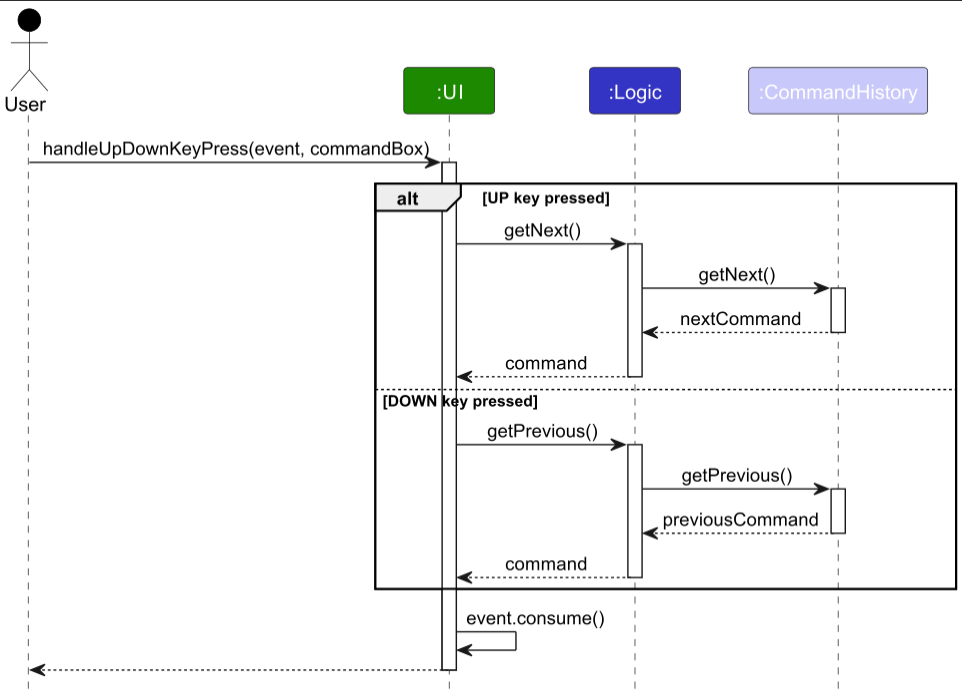 User
:UI
:Logic
:CommandHistory
handleUpDownKeyPress(event, commandBox)
alt
[UP key pressed]
getNext()
getNext()
nextCommand
command
[DOWN key pressed]
getPrevious()
getPrevious()
previousCommand
command
event.consume()